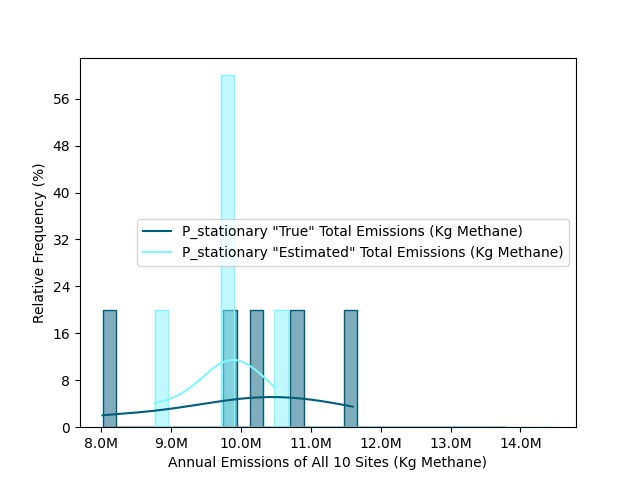 56
48
40
32
24
16
8
0
Relative Frequency (%)
P_stationary "True" Total Emissions (Kg Methane)
P_stationary "Estimated" Total Emissions (Kg Methane)
8.0M 9.0M 10.0M 11.0M 12.0M 13.0M 14.0M
Annual Emissions of All 10 Sites (Kg Methane)